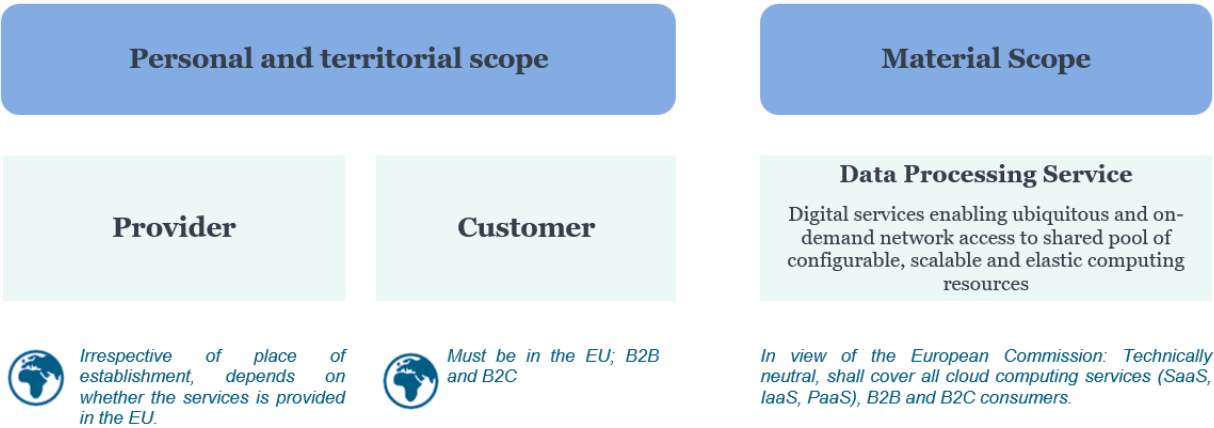 Personal and territorial scope
Material Scope
Provider
Customer
Data Processing Service
Digital services enabling ubiquitous and on-
demand network access to shared pool of
configurable, scalable and elastic computing
resources
Irrespective of place of
establishment, depends on
whether the services is provided
in the EU.
Must be in the EU; B2B
and B2C
In view of the European Commission: Technically
neutral, shall cover all cloud computing services (SaaS,
IaaS, PaaS), B2B and B2C consumers.